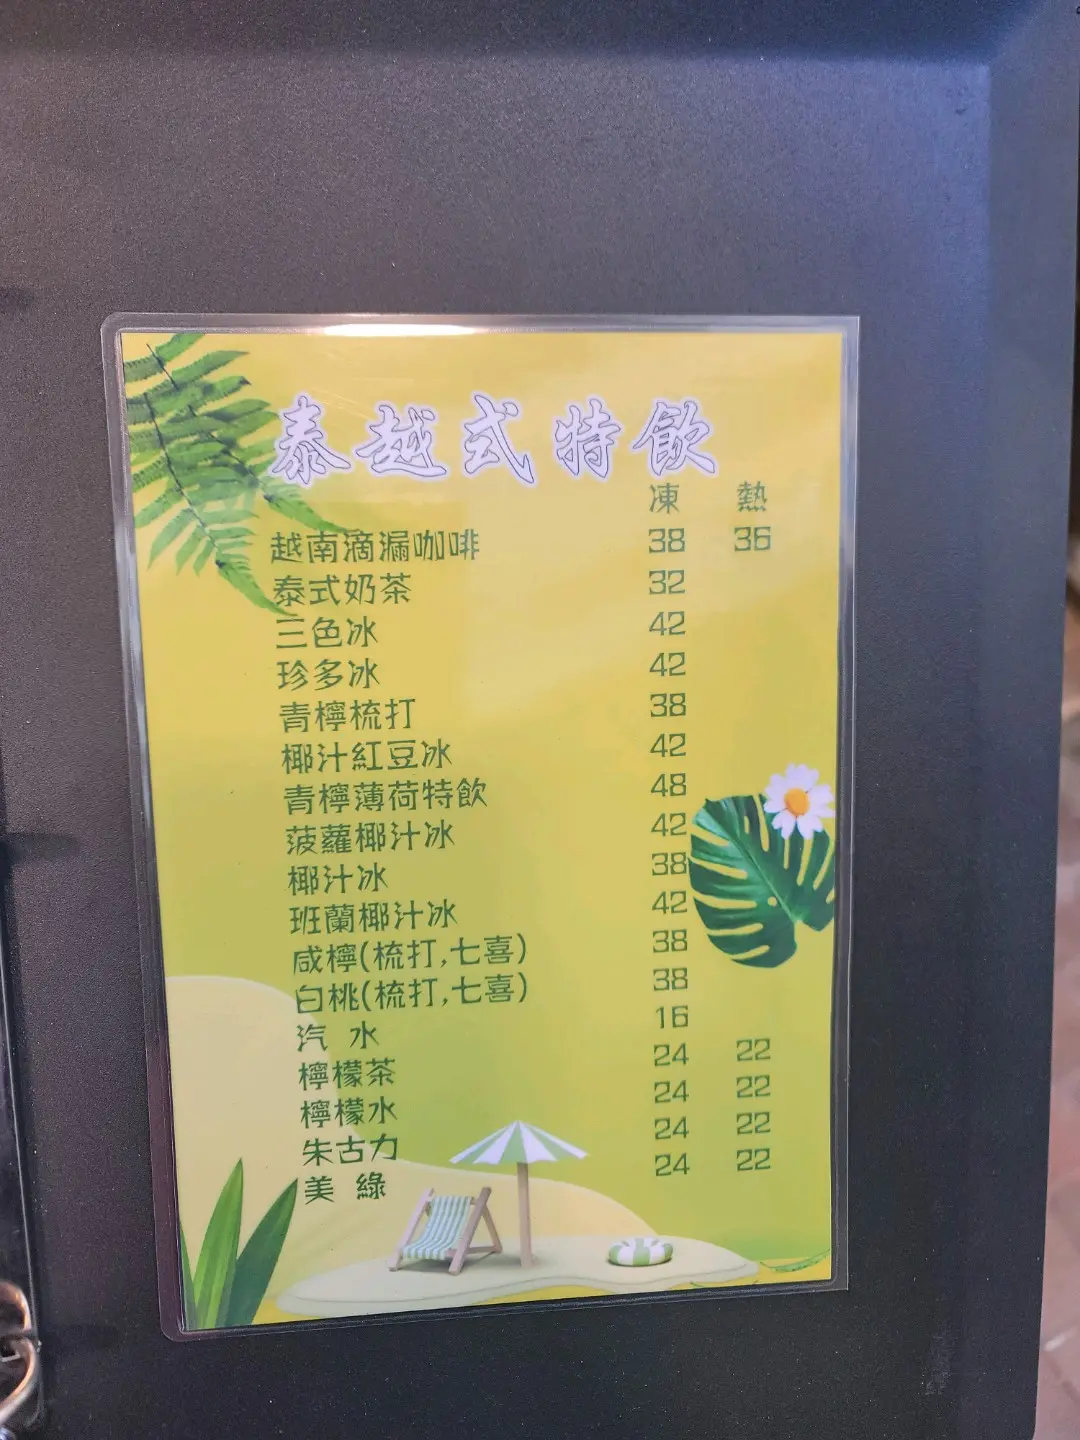 泰越式特飲
凍 熱
越南滴漏咖啡 38 36
泰式奶茶 32
三色冰 42
珍多冰 42
青檸梳打 38
椰汁紅豆冰 42
青檸薄荷特飲 48
菠蘿椰汁冰 42
椰汁冰 38
班蘭椰汁冰 42
咸檸(梳打,七喜) 38
白桃(梳打,七喜) 38
汽 水 16
檸檬茶 24 22
檸檬水 24 22
朱古力 24 22
美 綠 24 22